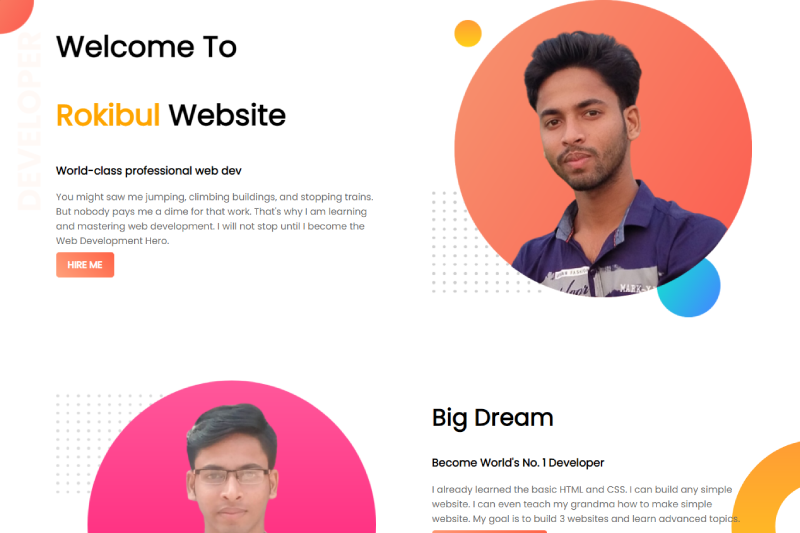 DEVELOPER
Welcome To
Rokibul Website
World-class professional web dev
You might saw me jumping, climbing buildings, and stopping trains.
But nobody pays me a dime for that work. That's why I am learning
and mastering web development. I will not stop until I become the
Web Development Hero.
HIRE ME
Big Dream
Become World's No. 1 Developer
I already learned the basic HTML and CSS. I can build any simple
website. I can even teach my grandma how to make simple
website. My goal is to build 3 websites and learn advanced topics.